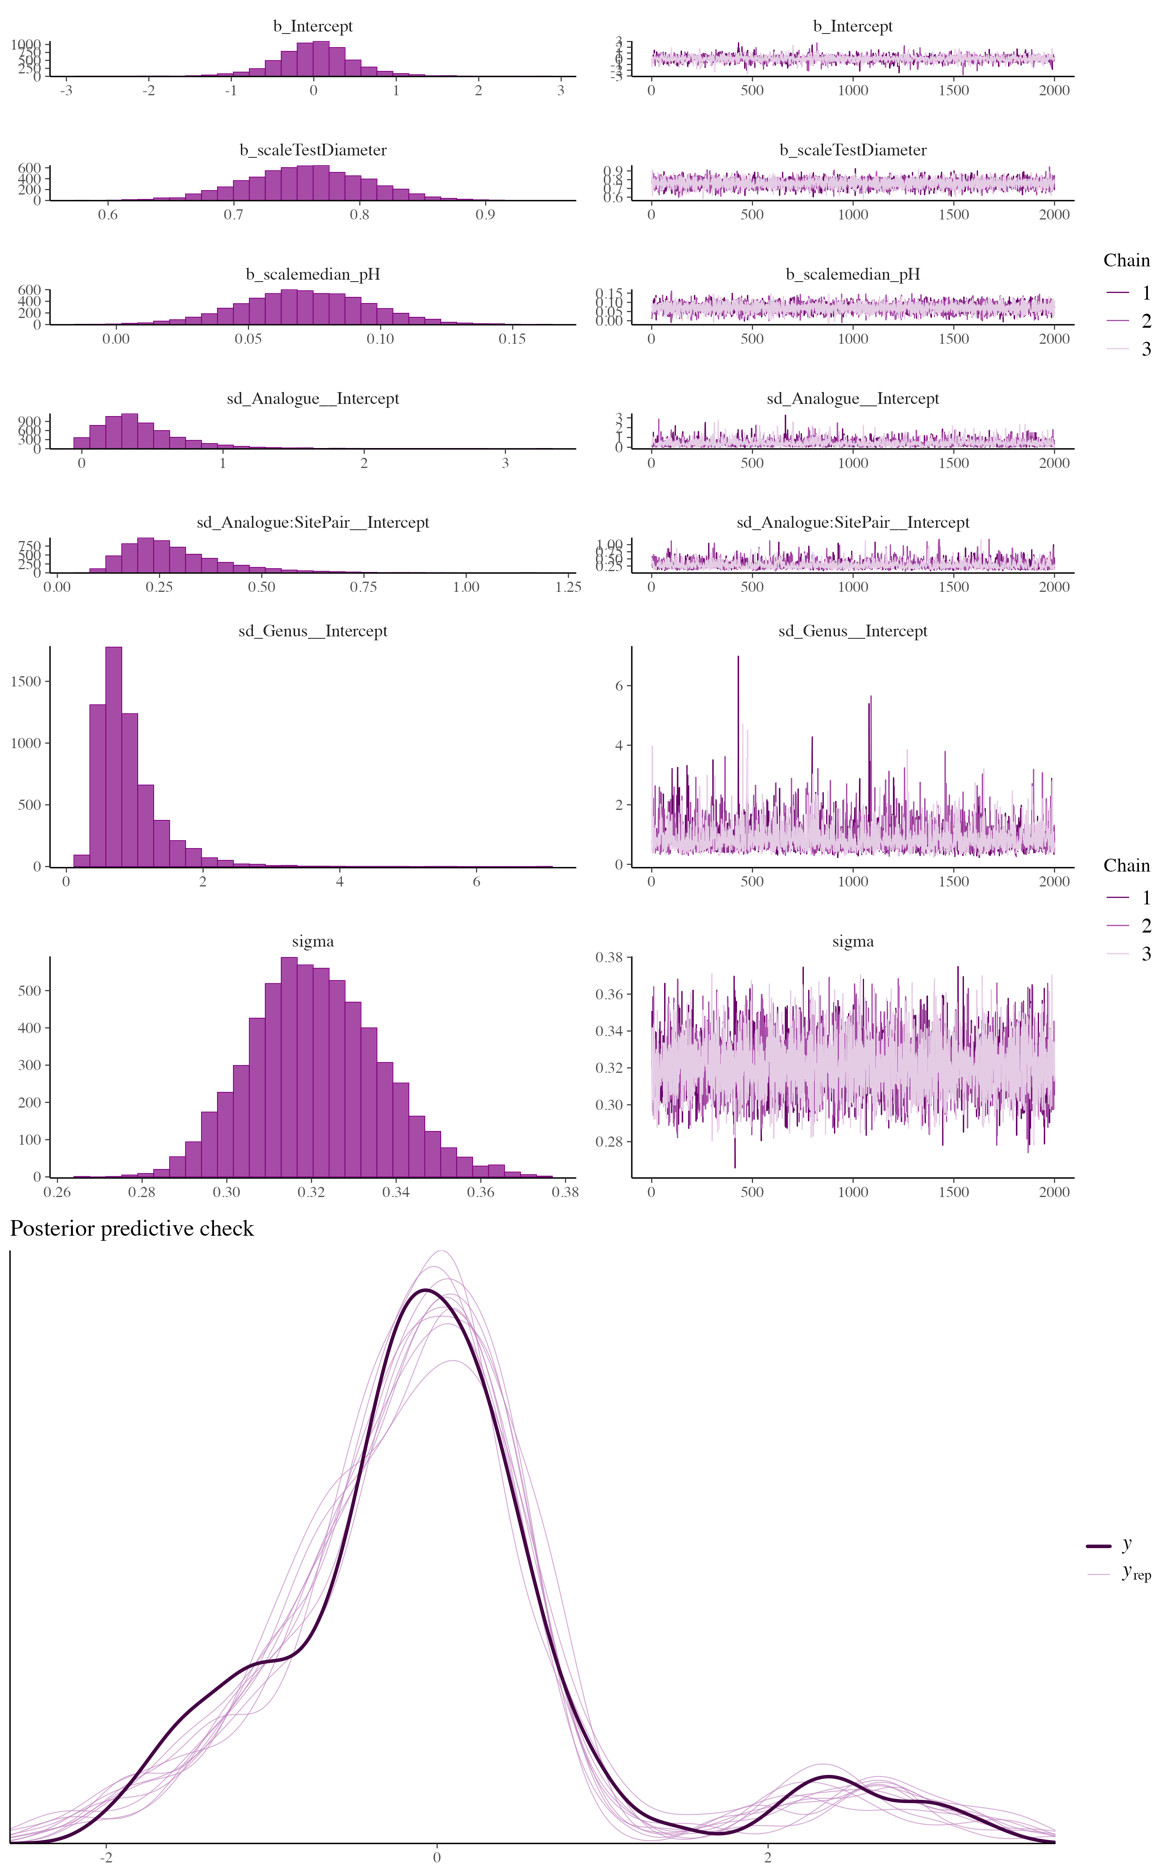 b_Intercept
1000
750
500
250
0
-3 -2 -1 0 1 2 3
b_Intercept
3
2
1
0
-1
-2
-3
0 500 1000 1500 2000
b_scaleTestDiameter
600
400
200
0
0.6 0.7 0.8 0.9
b_scaleTestDiameter
0.9
0.8
0.7
0.6
0 500 1000 1500 2000
b_scalemedian_pH
600
400
200
0
0.00 0.05 0.10 0.15
b_scalemedian_pH
0.15
0.10
0.05
0.00
0 500 1000 1500 2000
Chain
1
2
3
sd_Analogue__Intercept
900
600
300
0
0 1 2 3
sd_Analogue__Intercept
3
2
1
0
0 500 1000 1500 2000
sd_Analogue:SitePair__Intercept
750
500
250
0
0.00 0.25 0.50 0.75 1.00 1.25
sd_Analogue:SitePair__Intercept
1.00
0.75
0.50
0.25
0 500 1000 1500 2000
sd_Genus__Intercept
1500
1000
500
0
0 2 4 6
sd_Genus__Intercept
6
4
2
0
0 500 1000 1500 2000
Chain
1
2
3
sigma
500
400
300
200
100
0
0.26 0.28 0.30 0.32 0.34 0.36 0.38
sigma
0.38
0.36
0.34
0.32
0.30
0.28
0 500 1000 1500 2000
Posterior predictive check
y
yrep
-2 0 2